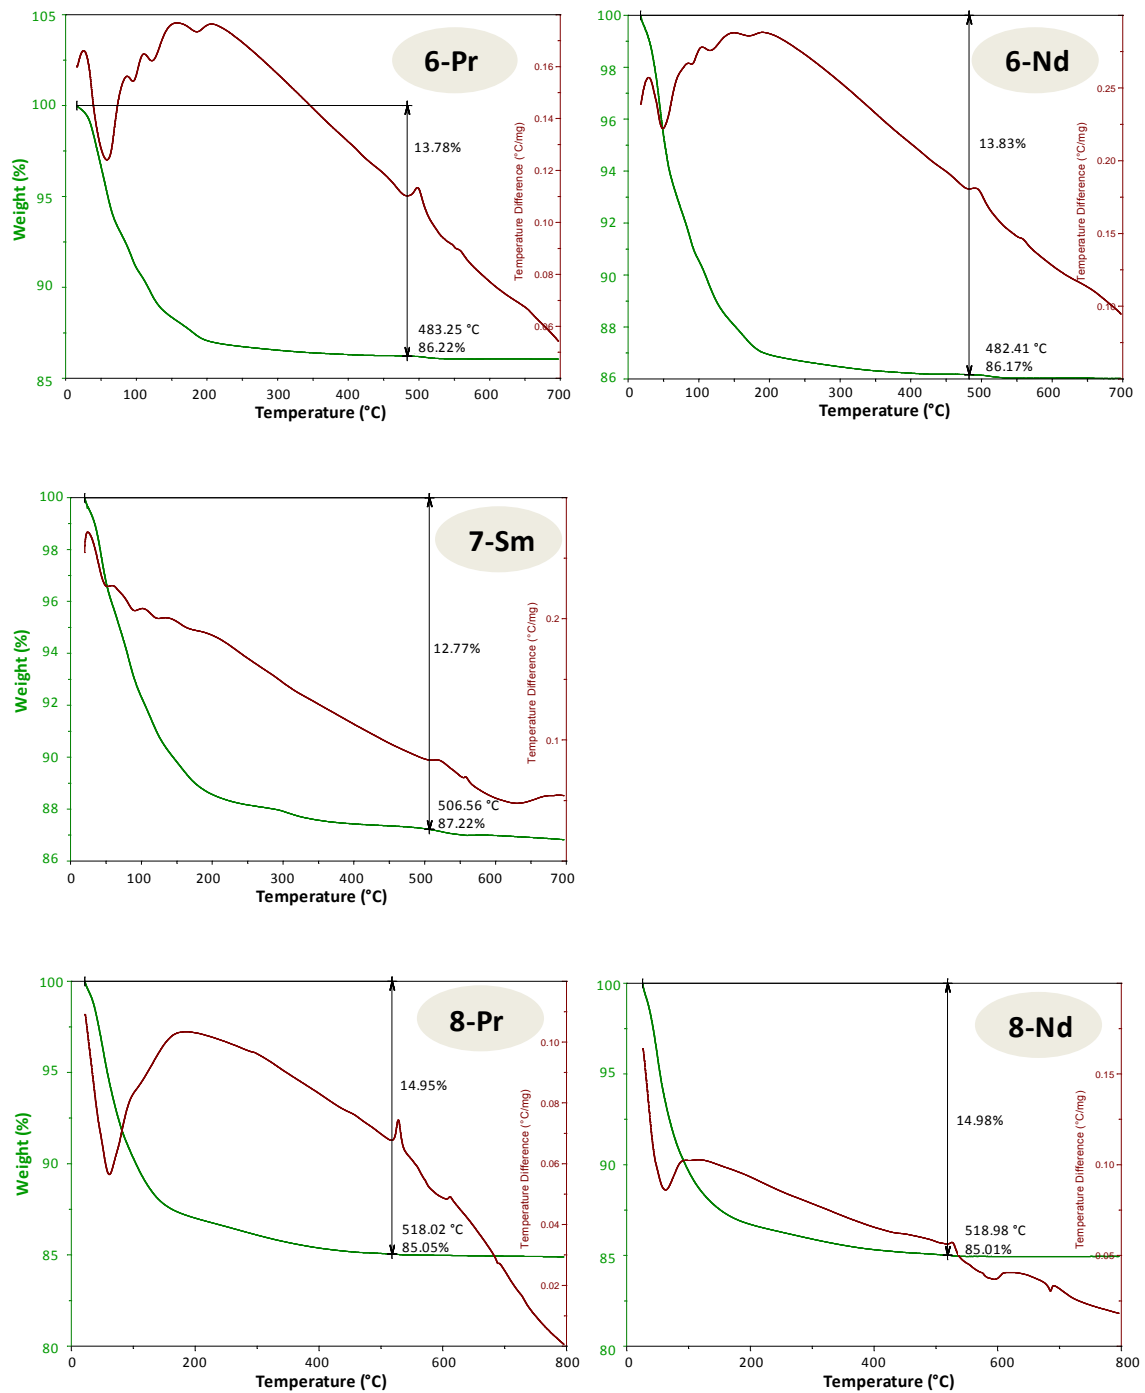 105
100
95
90
85
Weight (%)
6-Pr
13.78%
483.25 °C
86.22%
0.16
0.14
0.12
0.10
0.08
0.06
Temperature Difference (°C/mg)
0 100 200 300 400 500 600 700
Temperature (°C)
100
98
96
94
92
90
88
86
Weight (%)
6-Nd
13.83%
482.41 °C
86.17%
0.25
0.20
0.15
0.10
Temperature Difference (°C/mg)
0 100 200 300 400 500 600 700
Temperature (°C)
100
98
96
94
92
90
88
86
Weight (%)
7-Sm
12.77%
506.56 °C
87.22%
0.2
0.1
Temperature Difference (°C/mg)
0 100 200 300 400 500 600 700
Temperature (°C)
100
95
90
85
80
Weight (%)
8-Pr
14.95%
518.02 °C
85.05%
0.10
0.08
0.06
0.04
0.02
Temperature Difference (°C/mg)
0 200 400 600 800
Temperature (°C)
100
95
90
85
80
Weight (%)
8-Nd
14.98%
518.98 °C
85.01%
0.15
0.10
0.05
Temperature Difference (°C/mg)
0 200 400 600 800
Temperature (°C)